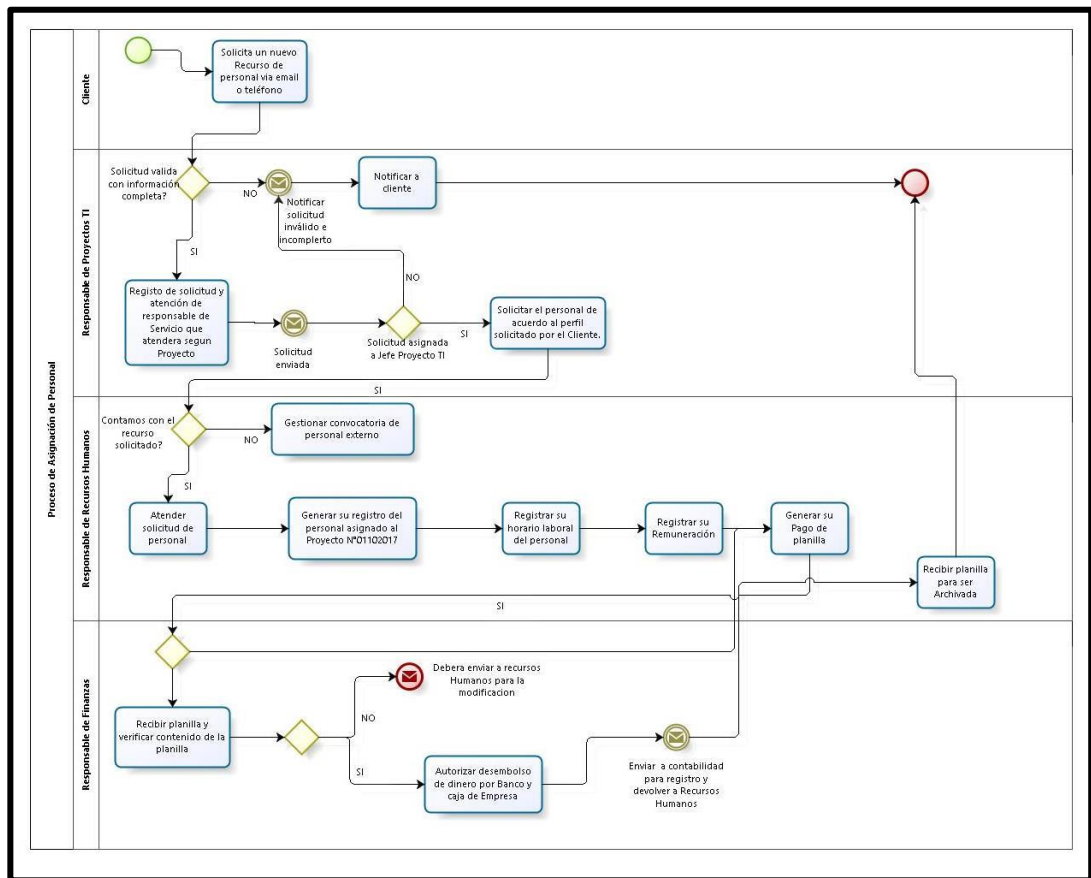 Proceso de Asignación de Personal
Cliente
Solicita un nuevo
Recurso de
personal via email
o teléfono
Responsable de Proyectos TI
Solicitud valida
con información
completa?
NO
Notificar
solicitud
inválido e
incomplerto
Notificar a
cliente
SI
Registo de solicitud y
atención de
responsable de
Servicio que
atendera segun
Proyecto
Solicitud
enviada
NO
Solicitud asignada
a Jefe Proyecto TI
SI
Solicitar el personal de
acuerdo al perfil
solicitado por el Cliente.
SI
Responsable de Recursos Humanos
Contamos con el
recurso
solicitado?
NO
Gestionar convocatoria de
personal externo
SI
Atender
solicitud de
personal
Generar su registro del
personal asignado al
Proyecto N°01102017
Registrar su
horario laboral
del personal
Registrar su
Remuneración
Generar su
Pago de
planilla
Recibir planilla
para ser
Archivada
SI
Responsable de Finanzas
Debera enviar a recursos
Humanos para la
modificacion
NO
Recibir planilla y
verificar contenido de la
planilla
SI
Autorizar desembolso
de dinero por Banco y
caja de Empresa
Enviar a contabilidad
para registro y
devolver a Recursos
Humanos